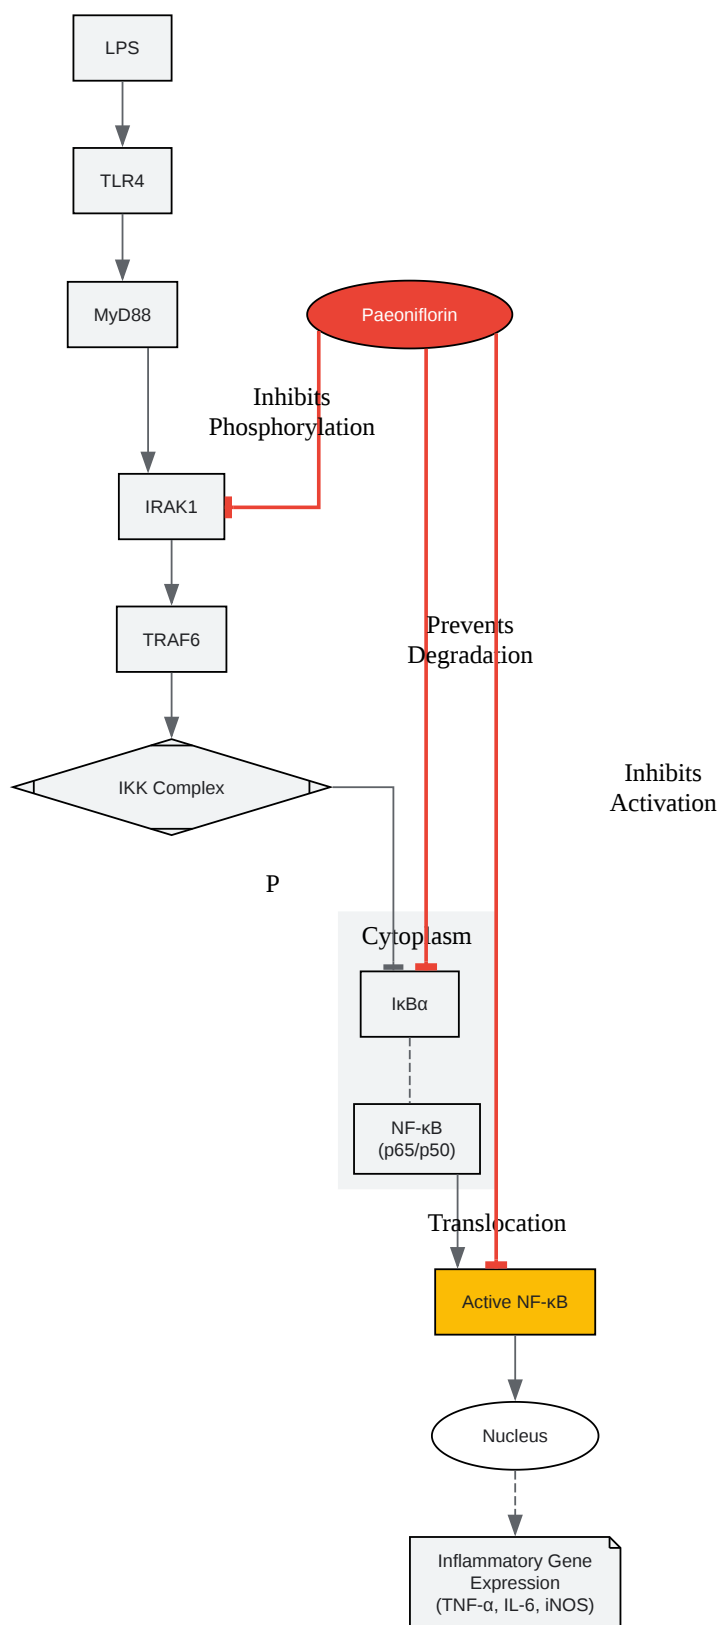 LPS
TLR4
MyD88
Paeoniflorin
Inhibits
Phosphorylation
IRAK1
TRAF6
Prevents
Degradation
IKK Complex
Inhibits
Activation
P
Cytoplasm
IκBα
NF-κB
(p65/p50)
Translocation
Active NF-κB
Nucleus
Inflammatory Gene
Expression
(TNF-α, IL-6, iNOS)